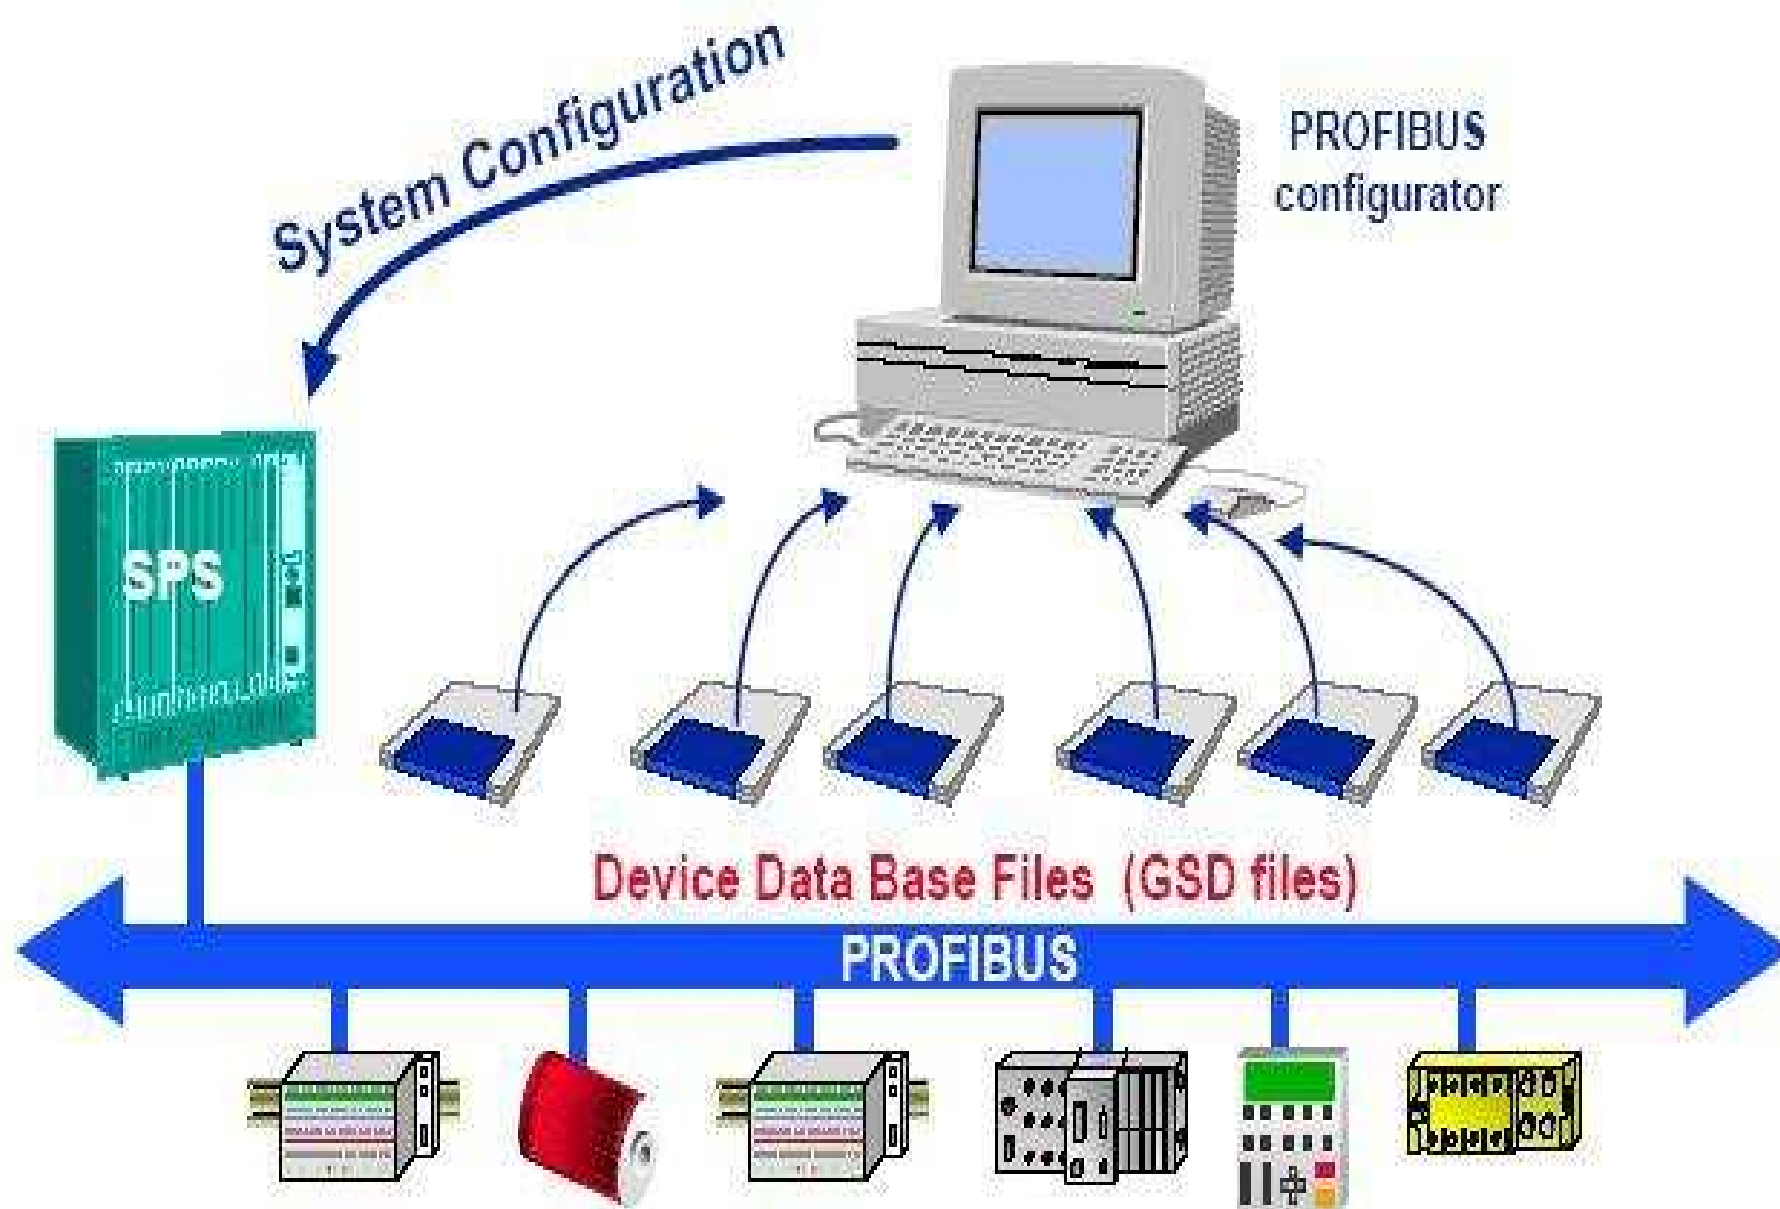 System Configuration
PROFIBUS
configurator
SPS
Device Data Base Files (GSD files)
PROFIBUS